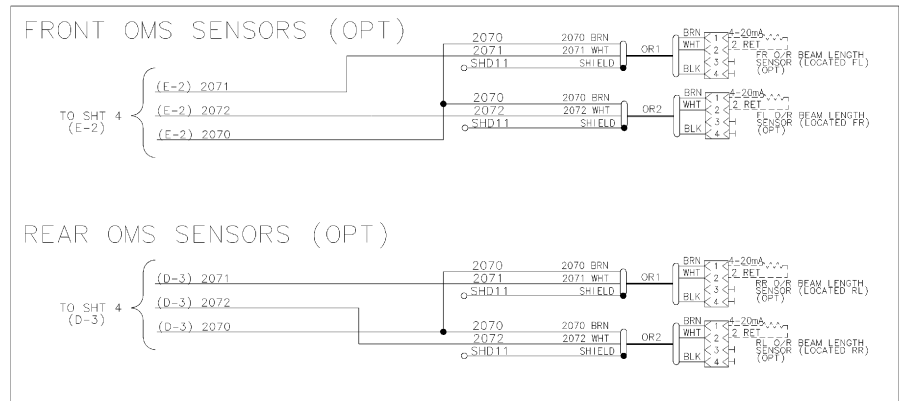 FRONT OMS SENSORS (OPT)
2070 2070 BRN
2071 2071 WHT
SHD11 SHIELD
OR1
BRN 1 4-20mA
WHT 2 2 RET
3
BLK 4
FR O/R BEAM LENGTH
SENSOR (LOCATED FL)
(OPT)
TO SHT 4
(E-2)
(E-2) 2071
(E-2) 2072
(E-2) 2070
2070 2070 BRN
2072 2072 WHT
SHD11 SHIELD
OR2
BRN 1 4-20mA
WHT 2 2 RET
3
BLK 4
FL O/R BEAM LENGTH
SENSOR (LOCATED FR)
(OPT)
REAR OMS SENSORS (OPT)
2070 2070 BRN
2071 2071 WHT
SHD11 SHIELD
OR1
BRN 1 4-20mA
WHT 2 2 RET
3
BLK 4
RR O/R BEAM LENGTH
SENSOR (LOCATED RL)
(OPT)
TO SHT 4
(D-3)
(D-3) 2071
(D-3) 2072
(D-3) 2070
2070 2070 BRN
2072 2072 WHT
SHD11 SHIELD
OR2
BRN 1 4-20mA
WHT 2 2 RET
3
BLK 4
RL O/R BEAM LENGTH
SENSOR (LOCATED RR)
(OPT)